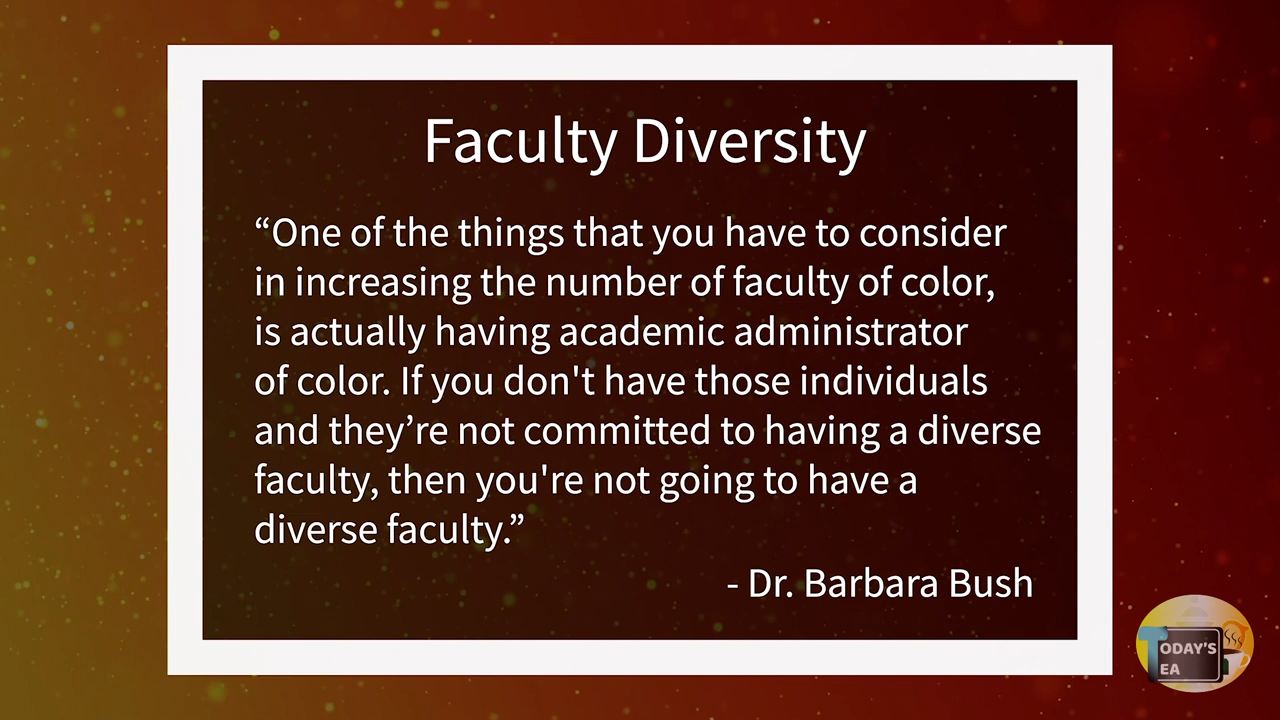 Faculty Diversity
“One of the things that you have to consider
in increasing the number of faculty of color,
is actually having academic administrator
of color. If you don't have those individuals
and they’re not committed to having a diverse
faculty, then you're not going to have a
diverse faculty.”
- Dr. Barbara Bush
TODAY'S
EA